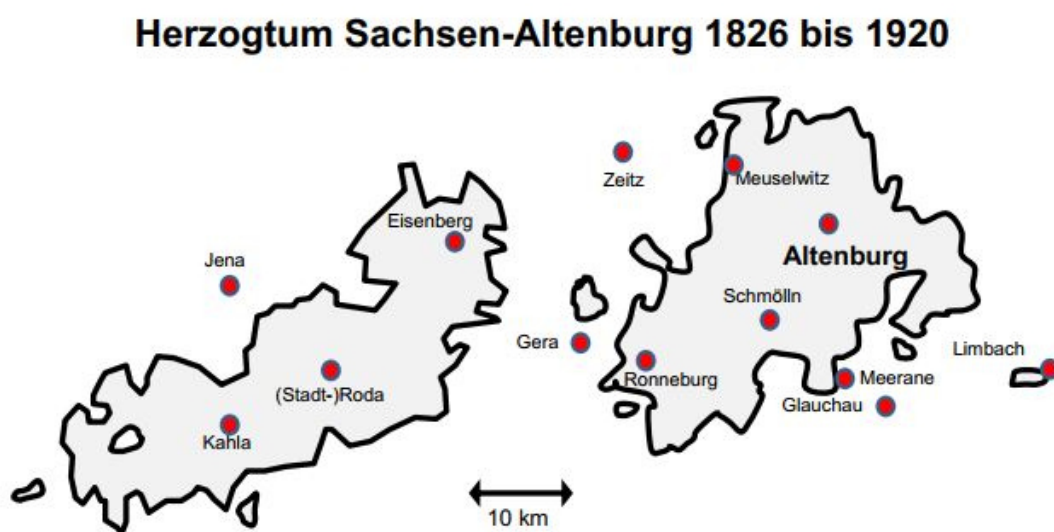 Herzogtum Sachsen-Altenburg 1826 bis 1920
Zeitz
Meuselwitz
Eisenberg
Altenburg
Jena
Schmölln
Gera
Limbach
(Stadt-)Roda
Ronneburg
Meerane
Glauchau
Kahla
10 km